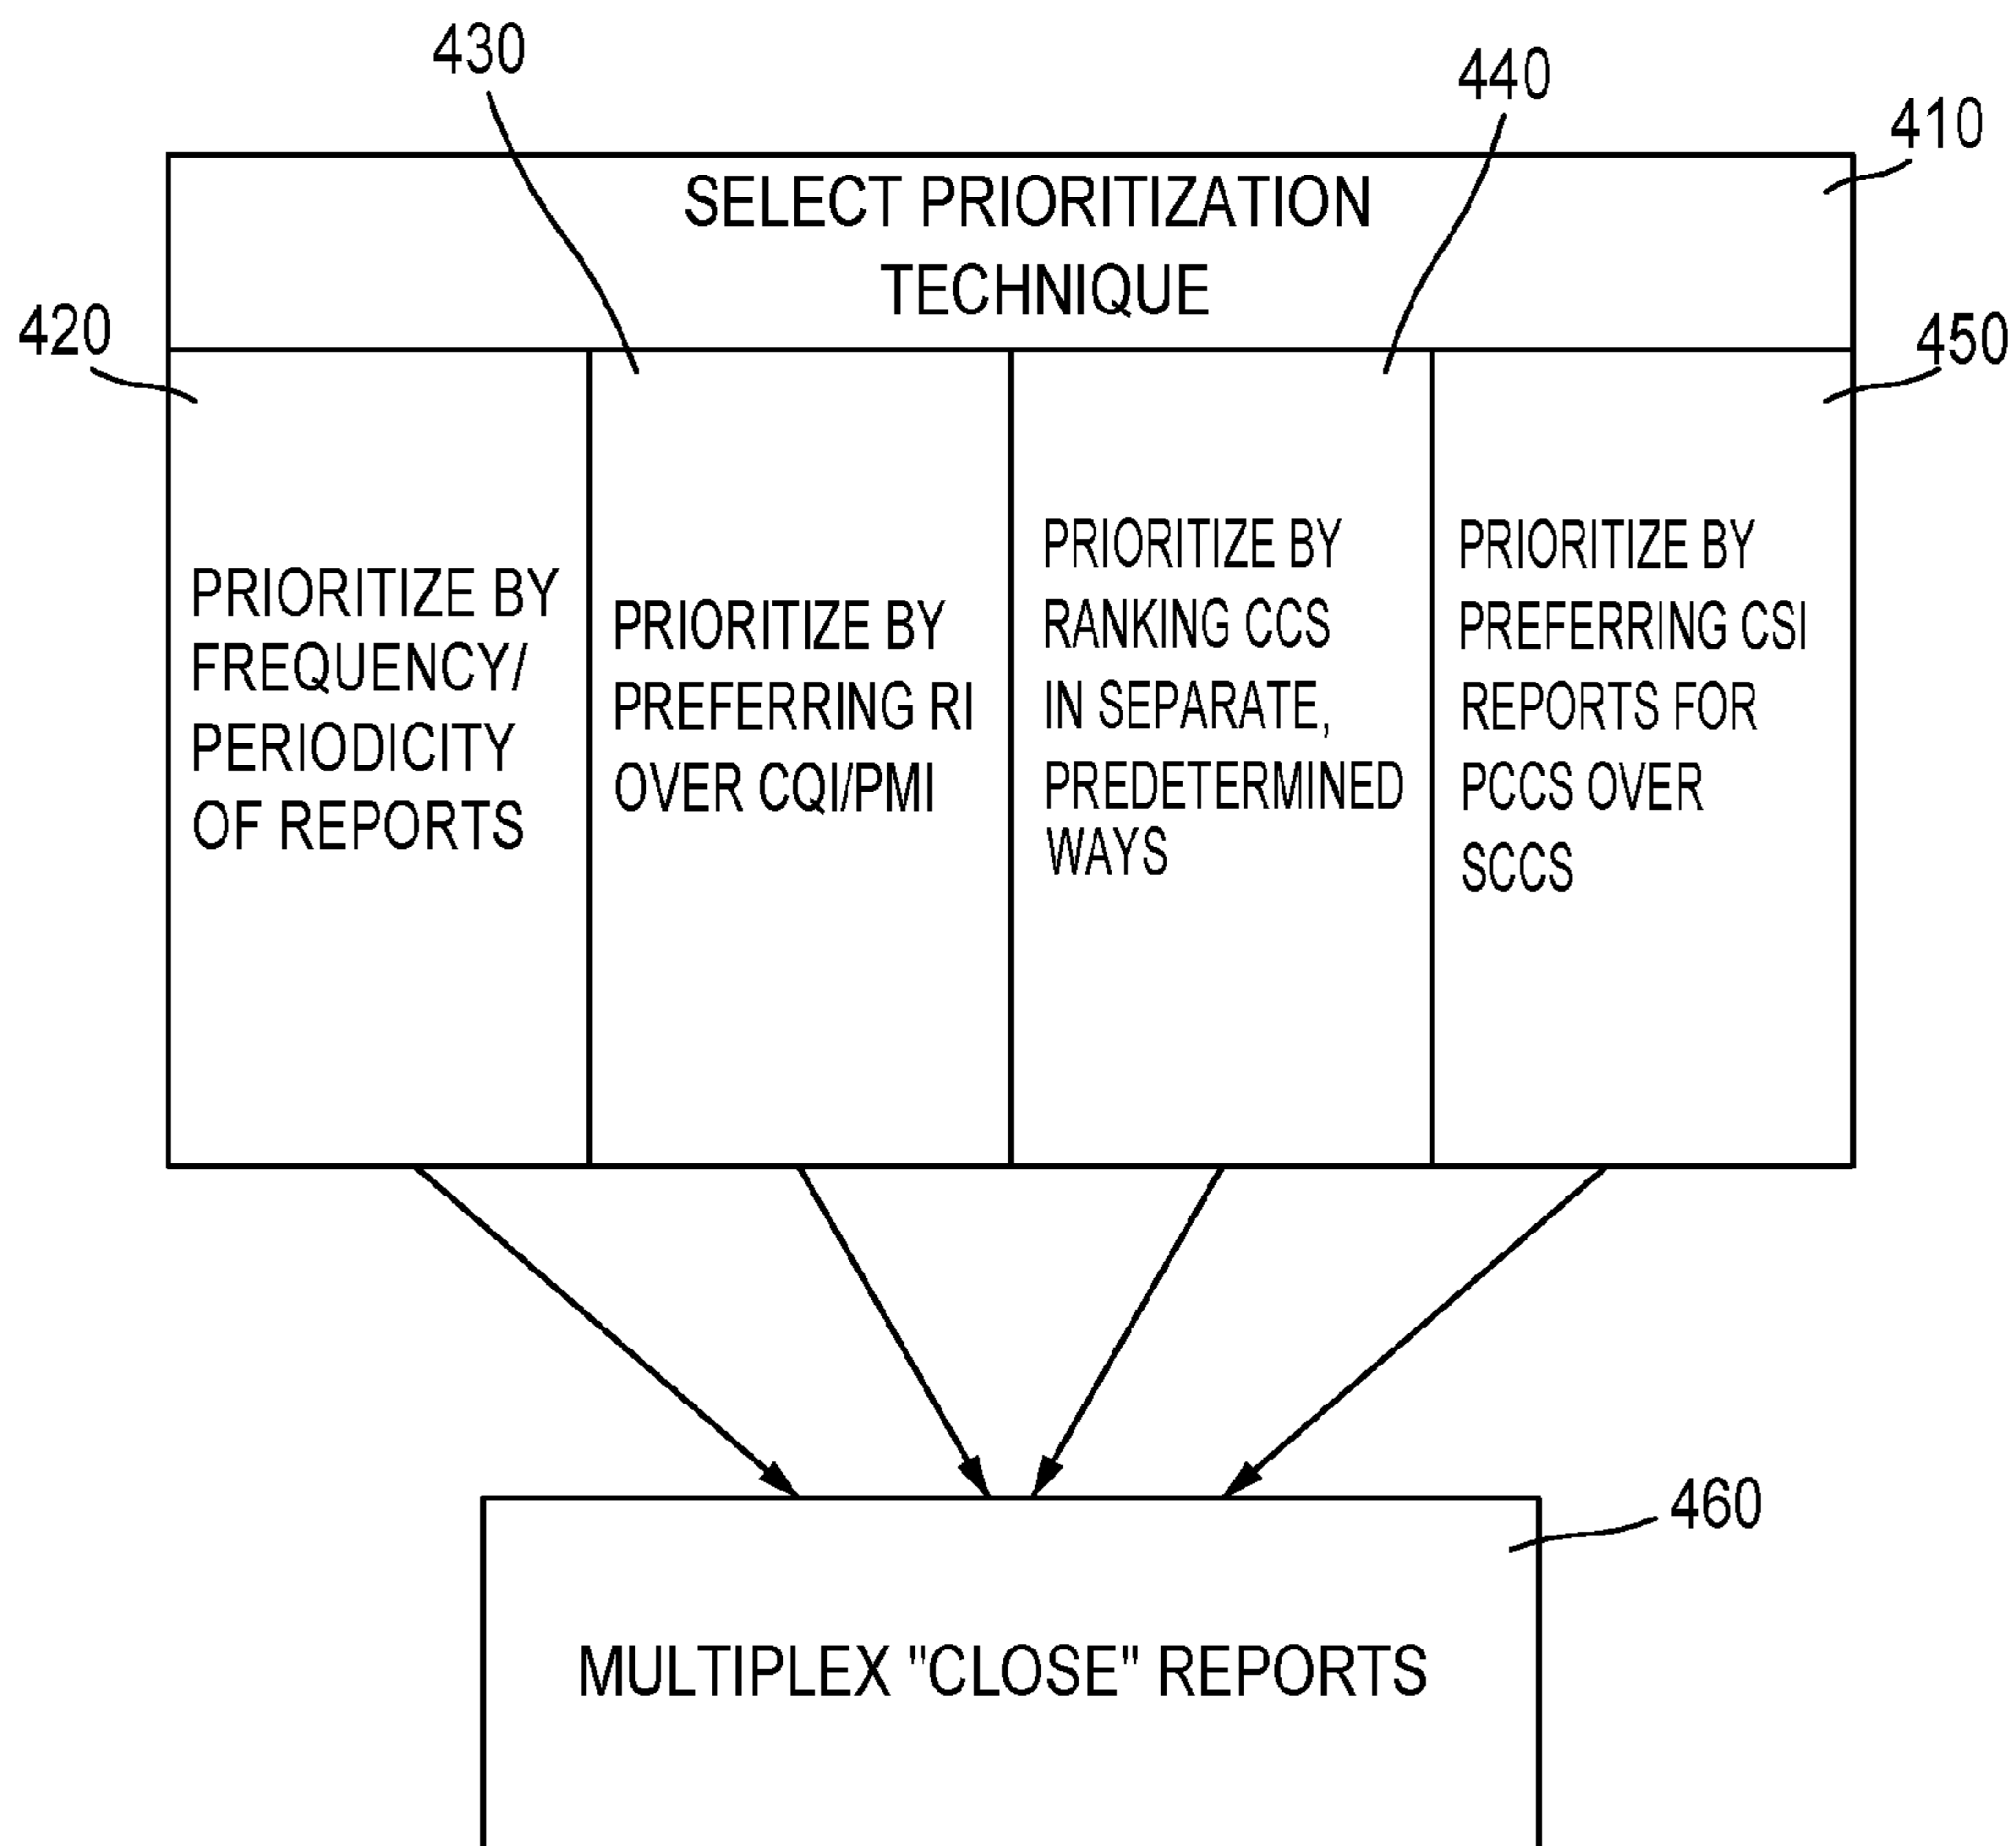 430
440
410
SELECT PRIORITIZATION
TECHNIQUE
420
450
PRIORITIZE BY
FREQUENCY/
PERIODICITY
OF REPORTS
PRIORITIZE BY
PREFERRING RI
OVER CQI/PMI
PRIORITIZE BY
RANKING CCS
IN SEPARATE,
PREDETERMINED
WAYS
PRIORITIZE BY
PREFERRING CSI
REPORTS FOR
PCCS OVER
SCCS
460
MULTIPLEX "CLOSE" REPORTS